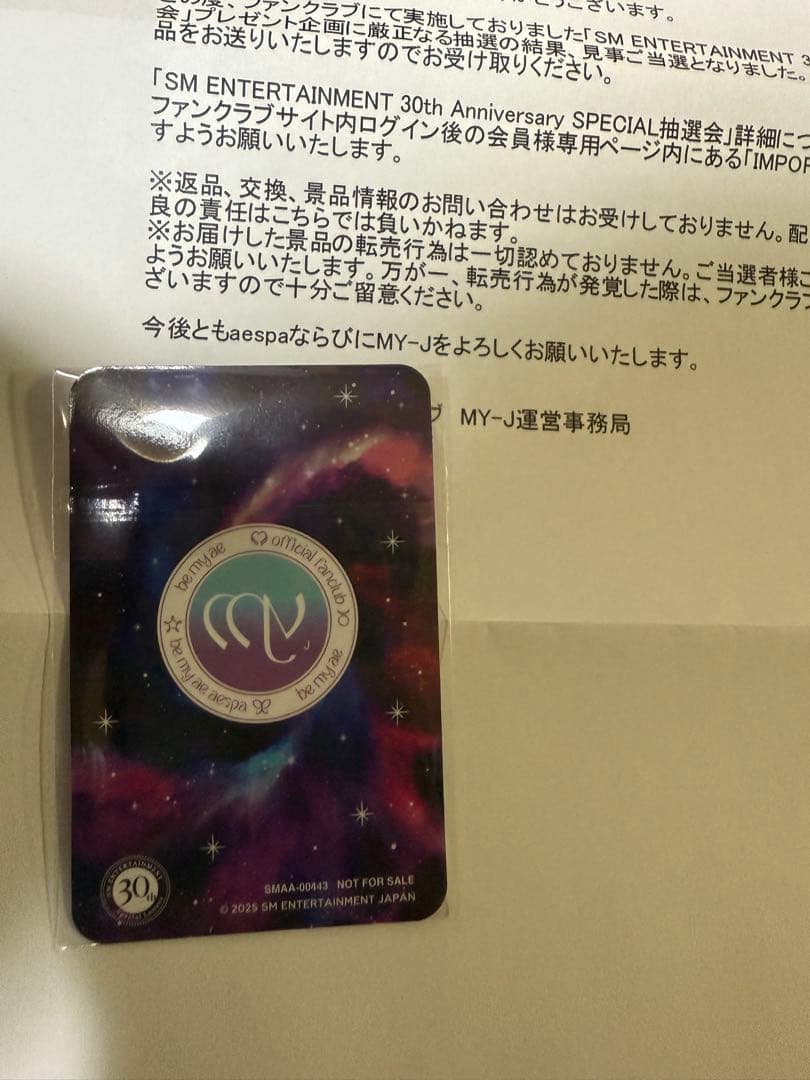 ざいます。
の度、ファンクラブにて実施しておりました「SM ENTERTAINMENT 3
会」プレゼント企画に厳正なる抽選の結果、見事ご当選となりました。
品をお送りいたしますのでお受け取りください。
「SM ENTERTAINMENT 30th Anniversary SPECIAL抽選会」詳細につ
ファンクラブサイト内ログイン後の会員様専用ページ内にある「IMPOR
すようお願いいたします。
※返品、交換、景品情報のお問い合わせはお受けしておりません。配
良の責任はこちらでは負いかねます。
※お届けした景品の転売行為は一切認めておりません。ご当選者様ご
ようお願いいたします。万が一、転売行為が発覚した際は、ファンクラブ
ざいますので十分ご留意ください。
今後ともaespaならびにMY-Jをよろしくお願いいたします。
ブ MY-J運営事務局
be my ae ♡ official fanclub
be my ae
☆ be my ae aespa
MY
J
SM ENTERTAINMENT
30th
SMAA-00443 NOT FOR SALE
© 2025 SM ENTERTAINMENT JAPAN